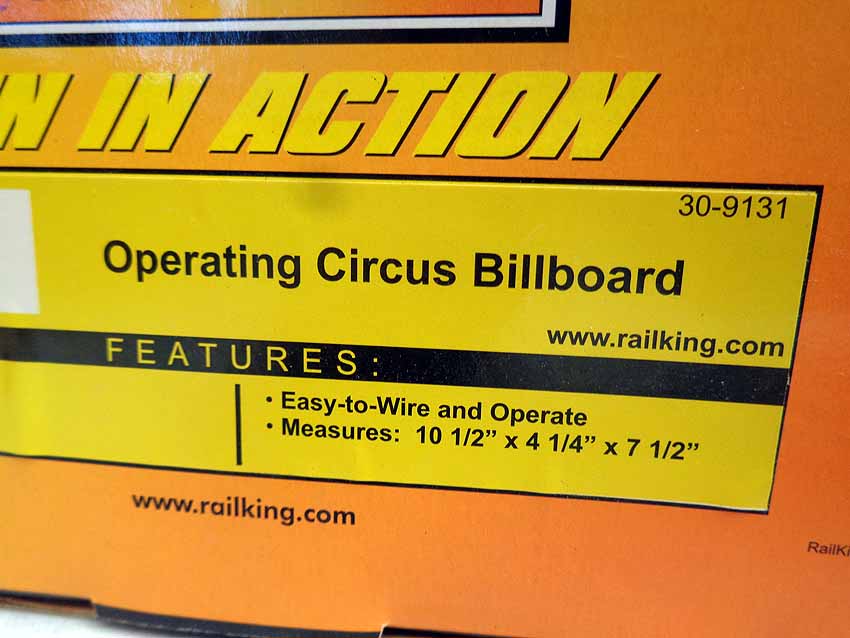 N IN ACTION
30-9131
Operating Circus Billboard
www.railking.com
FEATURES:
• Easy-to-Wire and Operate
• Measures: 10 1/2” x 4 1/4” x 7 1/2”
www.railking.com
RailKi